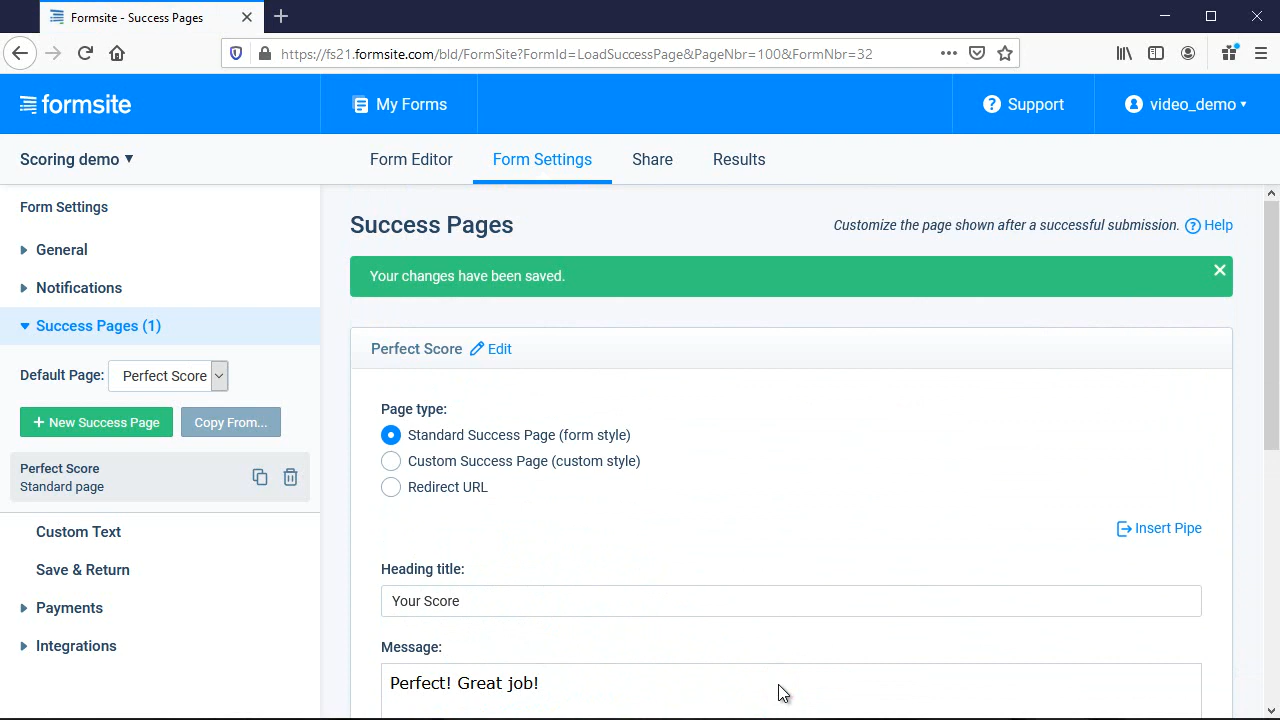 Formsite - Success Pages
https://fs21.formsite.com/bld/FormSite?FormId=LoadSuccessPage&PageNbr=100&FormNbr=32
formsite
My Forms
Support
video_demo
Scoring demo
Form Editor
Form Settings
Share
Results
Form Settings
General
Notifications
Success Pages (1)
Default Page:
Perfect Score
+ New Success Page
Copy From...
Perfect Score
Standard page
Custom Text
Save & Return
Payments
Integrations
Success Pages
Customize the page shown after a successful submission.
Help
Your changes have been saved.
Perfect Score
Edit
Page type:
Standard Success Page (form style)
Custom Success Page (custom style)
Redirect URL
Insert Pipe
Heading title:
Your Score
Message:
Perfect! Great job!